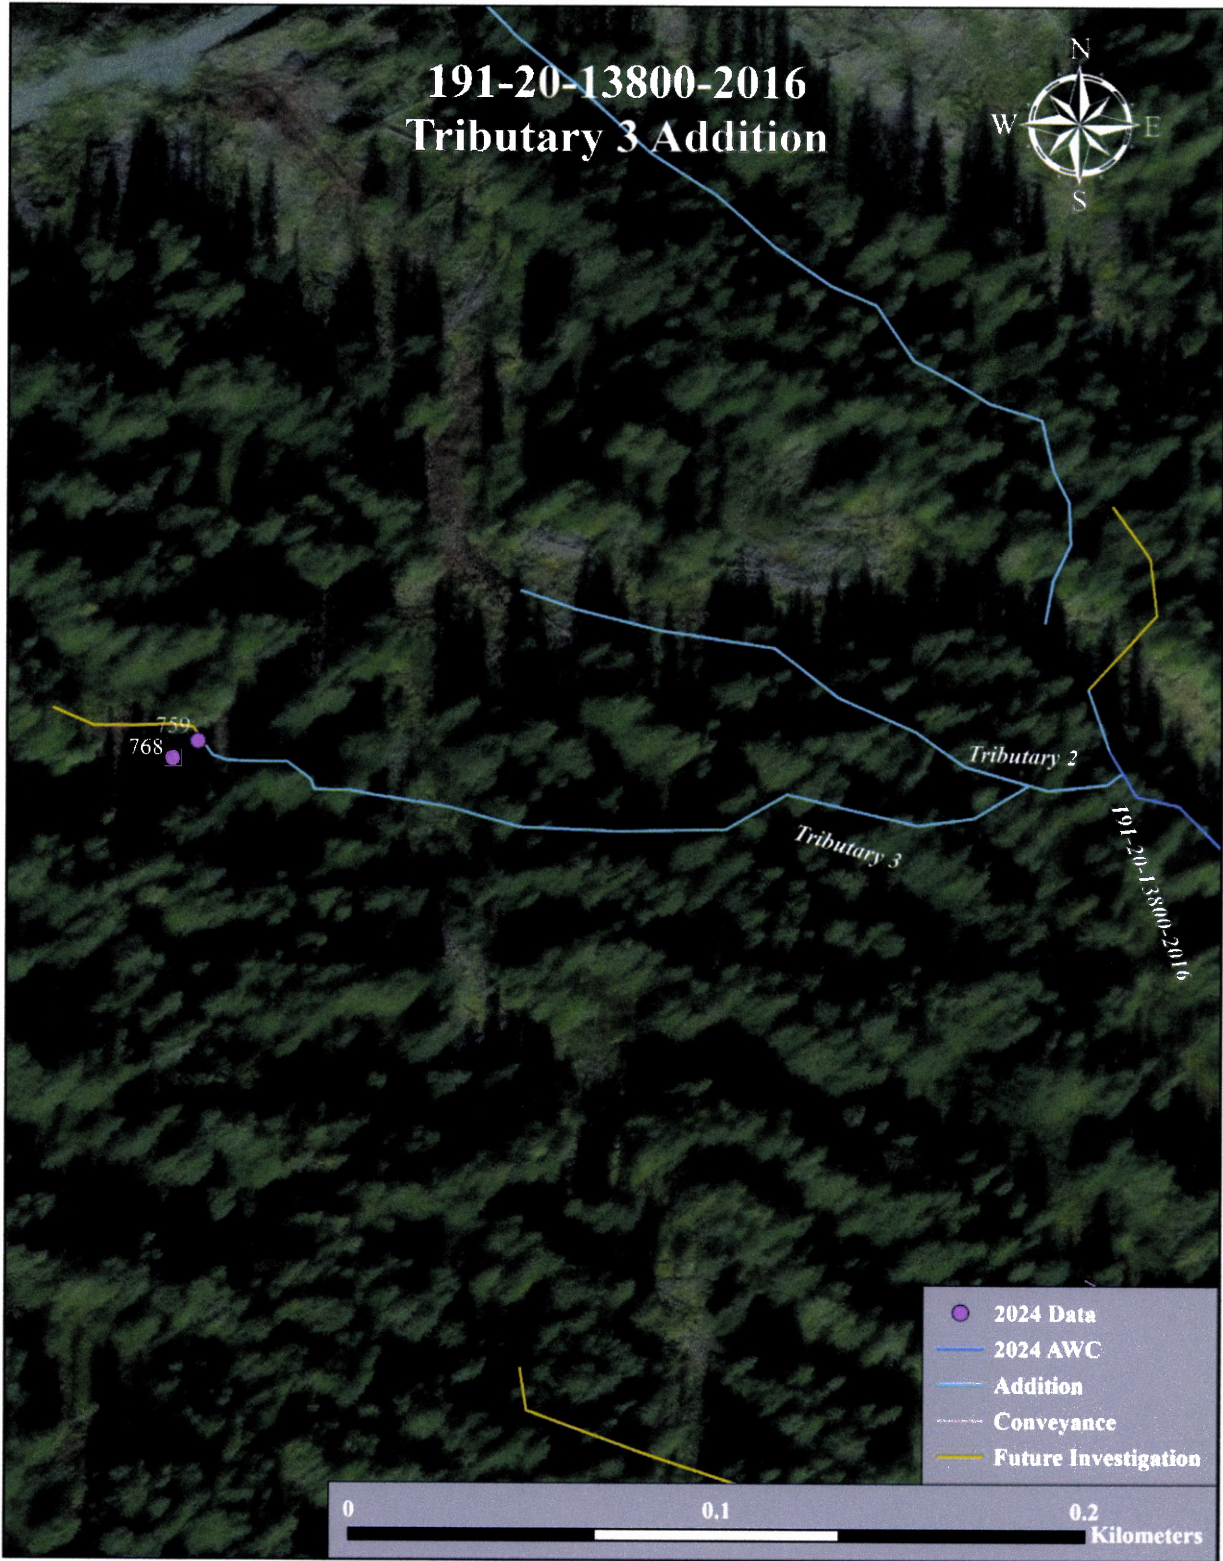 191-20-13800-2016
Tributary 3 Addition
N
W E
S
759
768
Tributary 2
Tributary 3
191-20-13800-2016
2024 Data
2024 AWC
Addition
Conveyance
Future Investigation
0 0.1 0.2
Kilometers